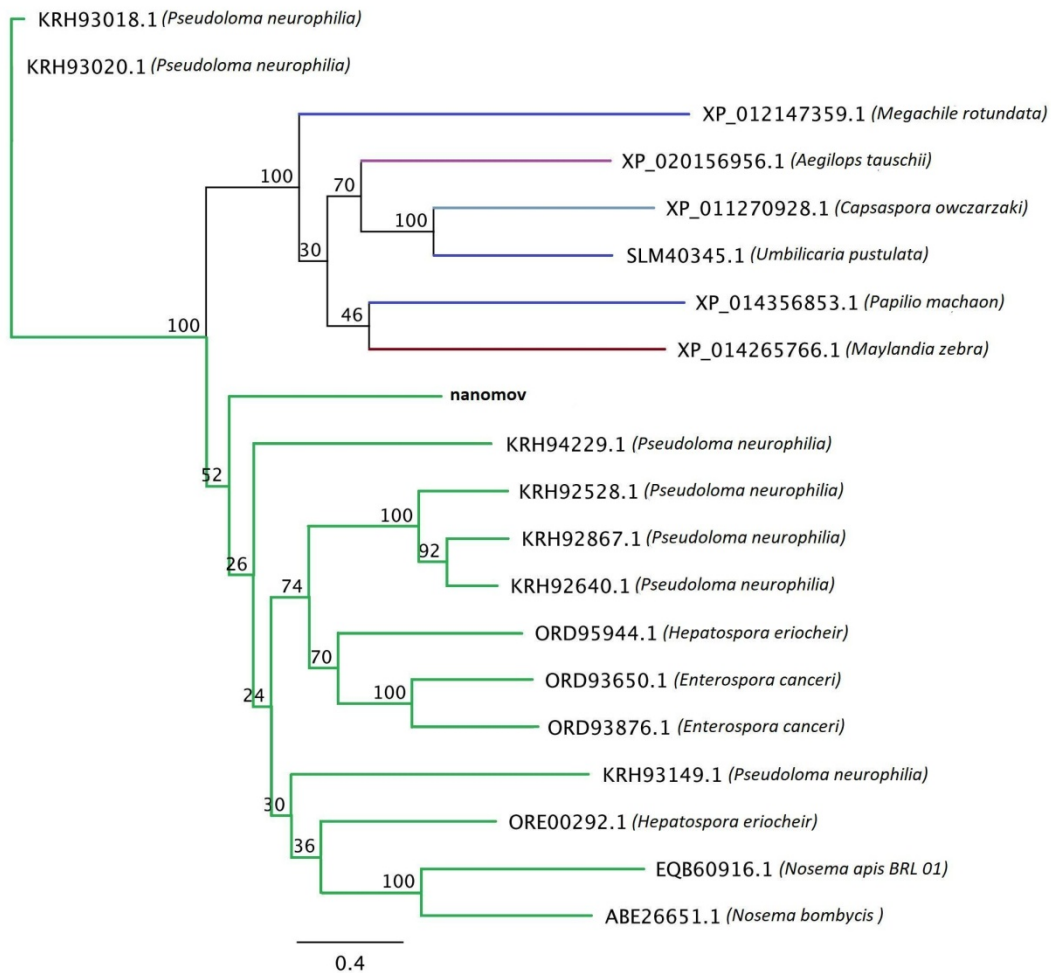 KRH93018.1 (Pseudoloma neurophilia)
KRH93020.1 (Pseudoloma neurophilia)
XP_012147359.1 (Megachile rotundata)
100
70
XP_020156956.1 (Aegilops tauschii)
XP_011270928.1 (Capsaspora owczarzaki)
100
30
SLM40345.1 (Umbilicaria pustulata)
XP_014356853.1 (Papilio machaon)
46
100
XP_014265766.1 (Maylandia zebra)
nanomov
KRH94229.1 (Pseudoloma neurophilia)
52
KRH92528.1 (Pseudoloma neurophilia)
100
KRH92867.1 (Pseudoloma neurophilia)
92
26
74
KRH92640.1 (Pseudoloma neurophilia)
ORD95944.1 (Hepatospora eriocheir)
70
ORD93650.1 (Enterospora canceri)
100
24
ORD93876.1 (Enterospora canceri)
KRH93149.1 (Pseudoloma neurophilia)
30
ORE00292.1 (Hepatospora eriocheir)
36
EQB60916.1 (Nosema apis BRL 01)
100
ABE26651.1 (Nosema bombycis )
0.4